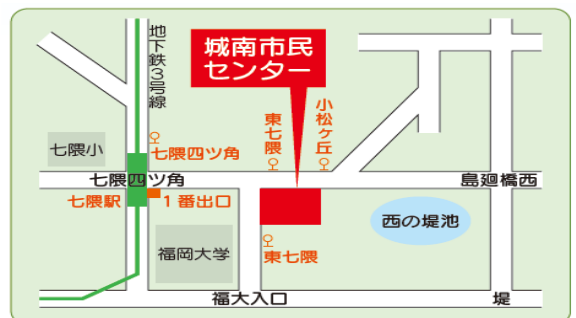 地下鉄3号線
城南市民
センター
小松ヶ丘
東七隈
七隈四ツ角
七隈小
七隈四ツ角
島廻橋西
七隈駅
1番出口
西の堤池
福岡大学
東七隈
福大入口
堤